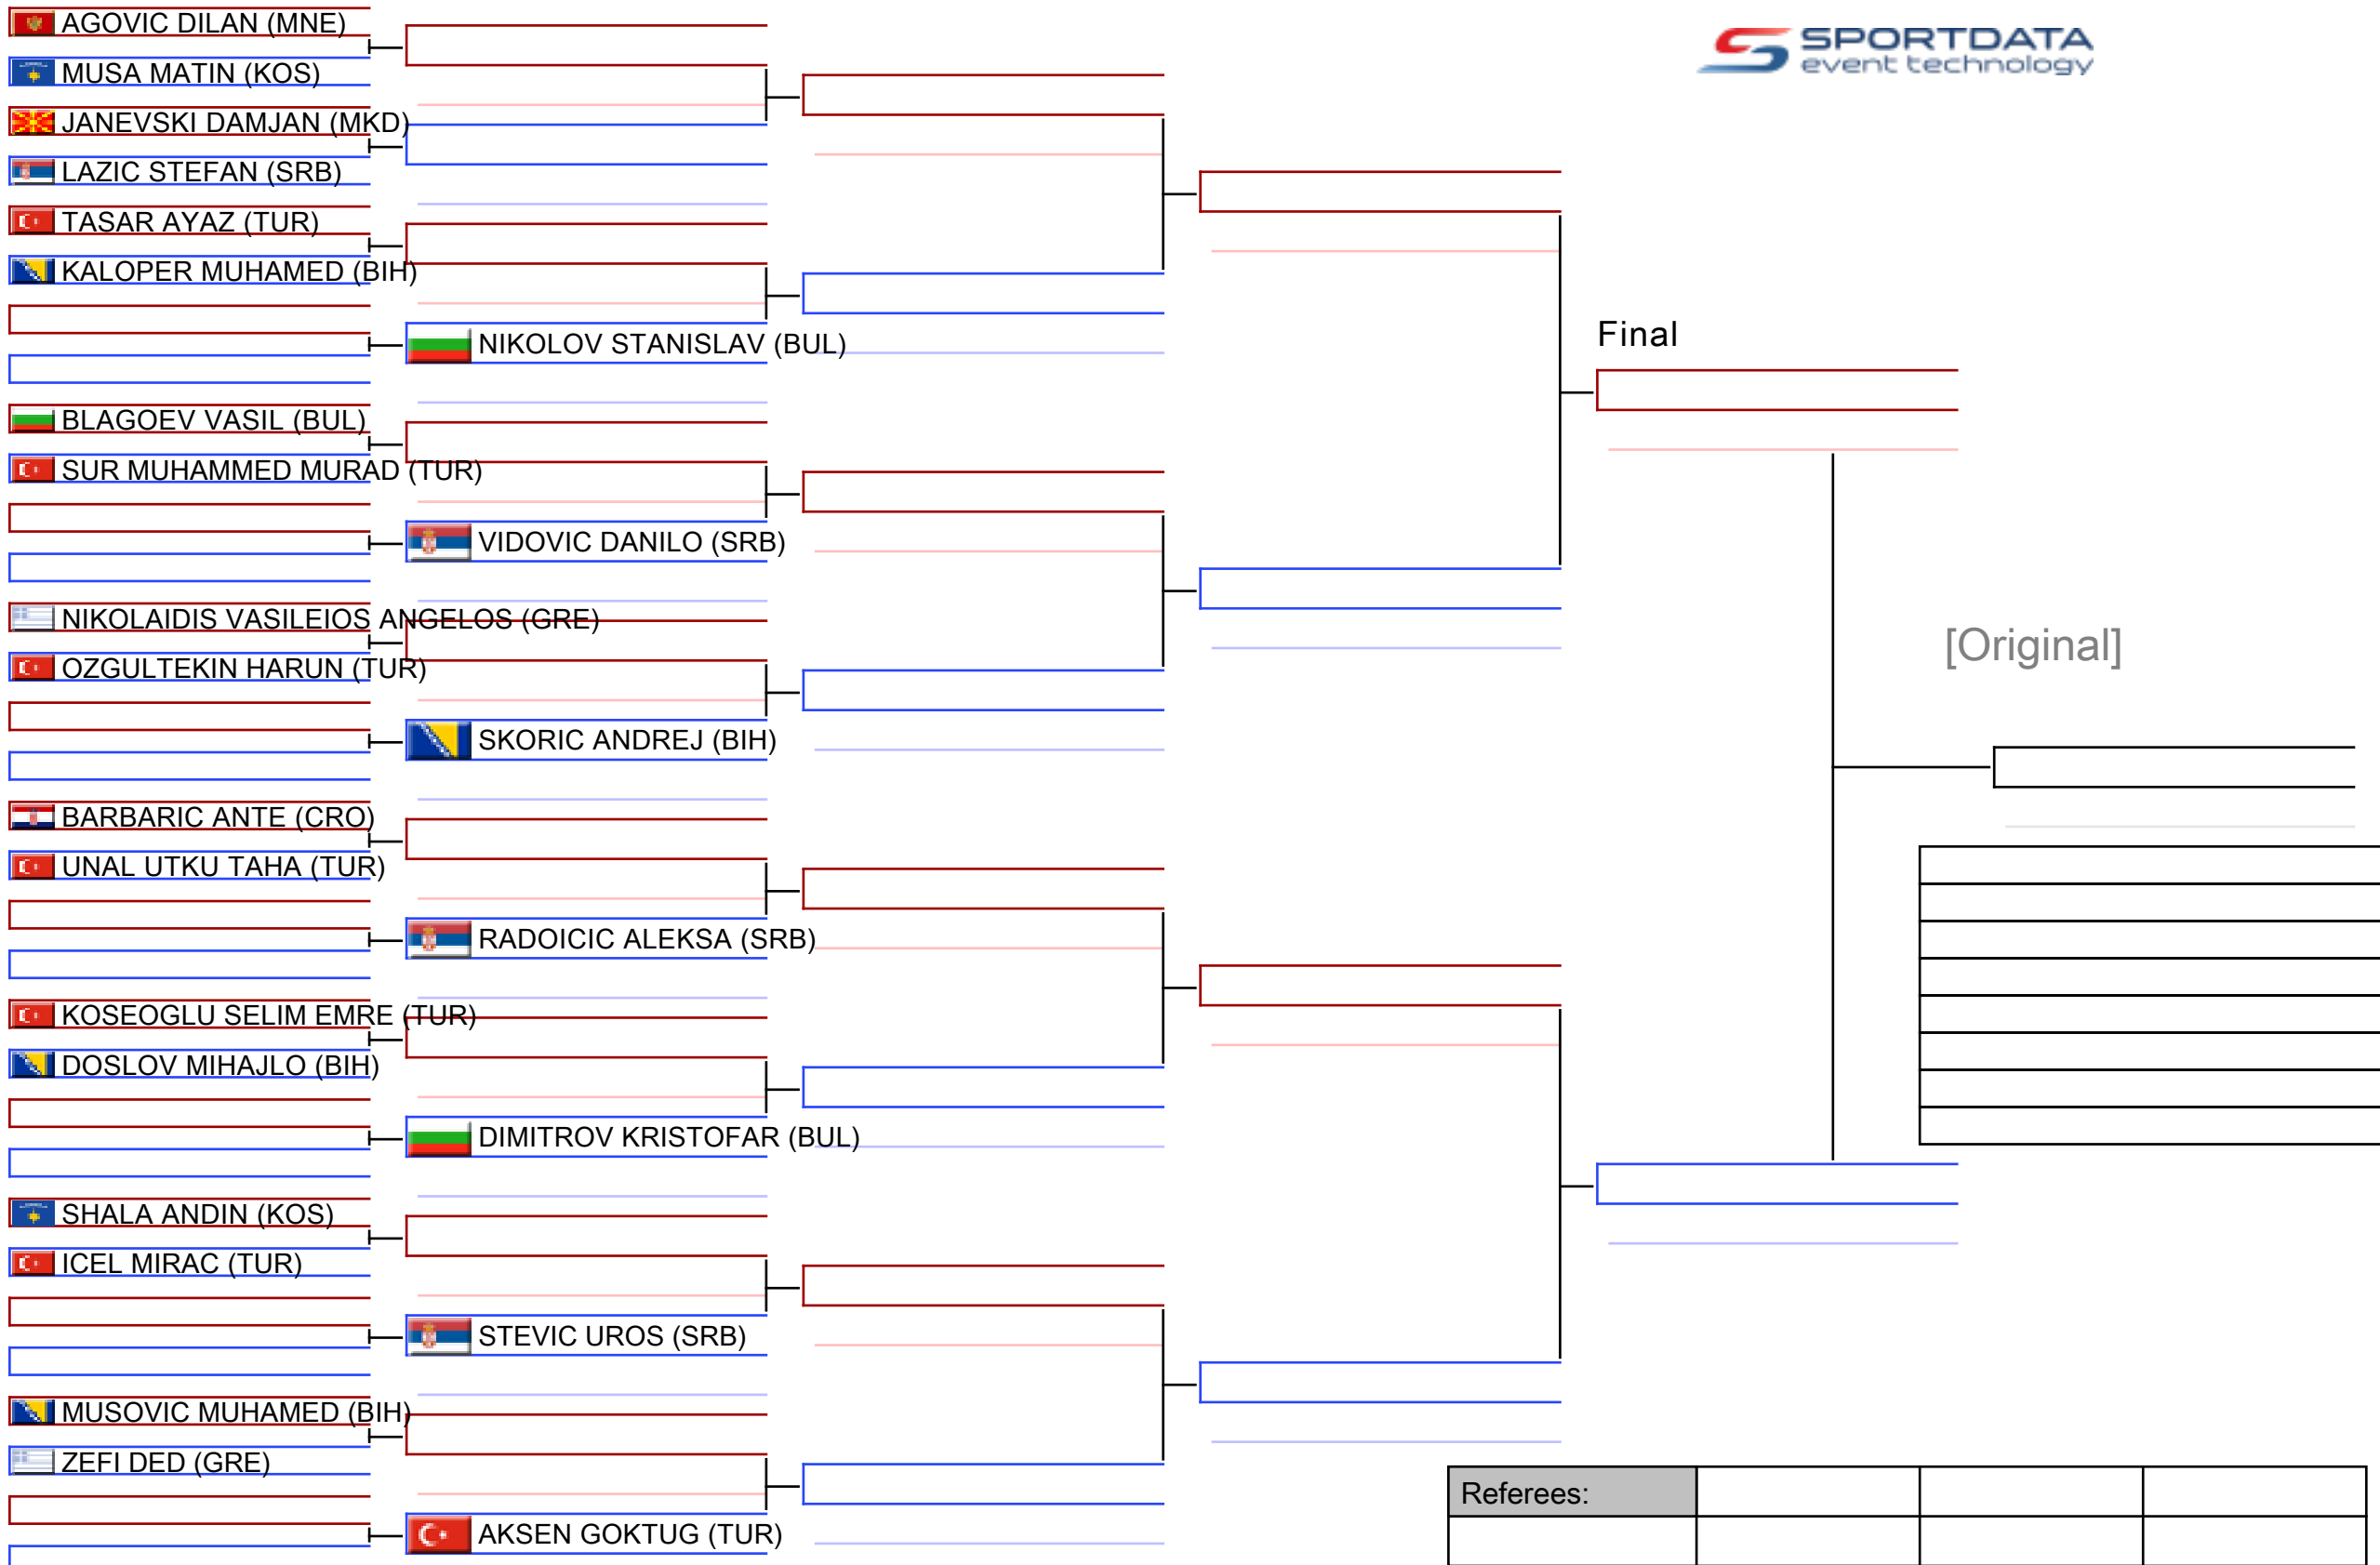 AGOVIC DILAN (MNE)
MUSA MATIN (KOS)
JANEVSKI DAMJAN (MKD)
LAZIC STEFAN (SRB)
TASAR AYAZ (TUR)
KALOPER MUHAMED (BIH)
NIKOLOV STANISLAV (BUL)
BLAGOEV VASIL (BUL)
SUR MUHAMMED MURAD (TUR)
VIDOVIC DANILO (SRB)
NIKOLAIDIS VASILEIOS ANGELOS (GRE)
OZGULTEKIN HARUN (TUR)
SKORIC ANDREJ (BIH)
BARBARIC ANTE (CRO)
UNAL UTKU TAHA (TUR)
RADOICIC ALEKSA (SRB)
KOSEOGLU SELIM EMRE (TUR)
DOSLOV MIHAJLO (BIH)
DIMITROV KRISTOFAR (BUL)
SHALA ANDIN (KOS)
ICEL MIRAC (TUR)
STEVIC UROS (SRB)
MUSOVIC MUHAMED (BIH)
ZEFI DED (GRE)
AKSEN GOKTUG (TUR)
SPORTDATA
event technology
Final
[Original]
Referees: